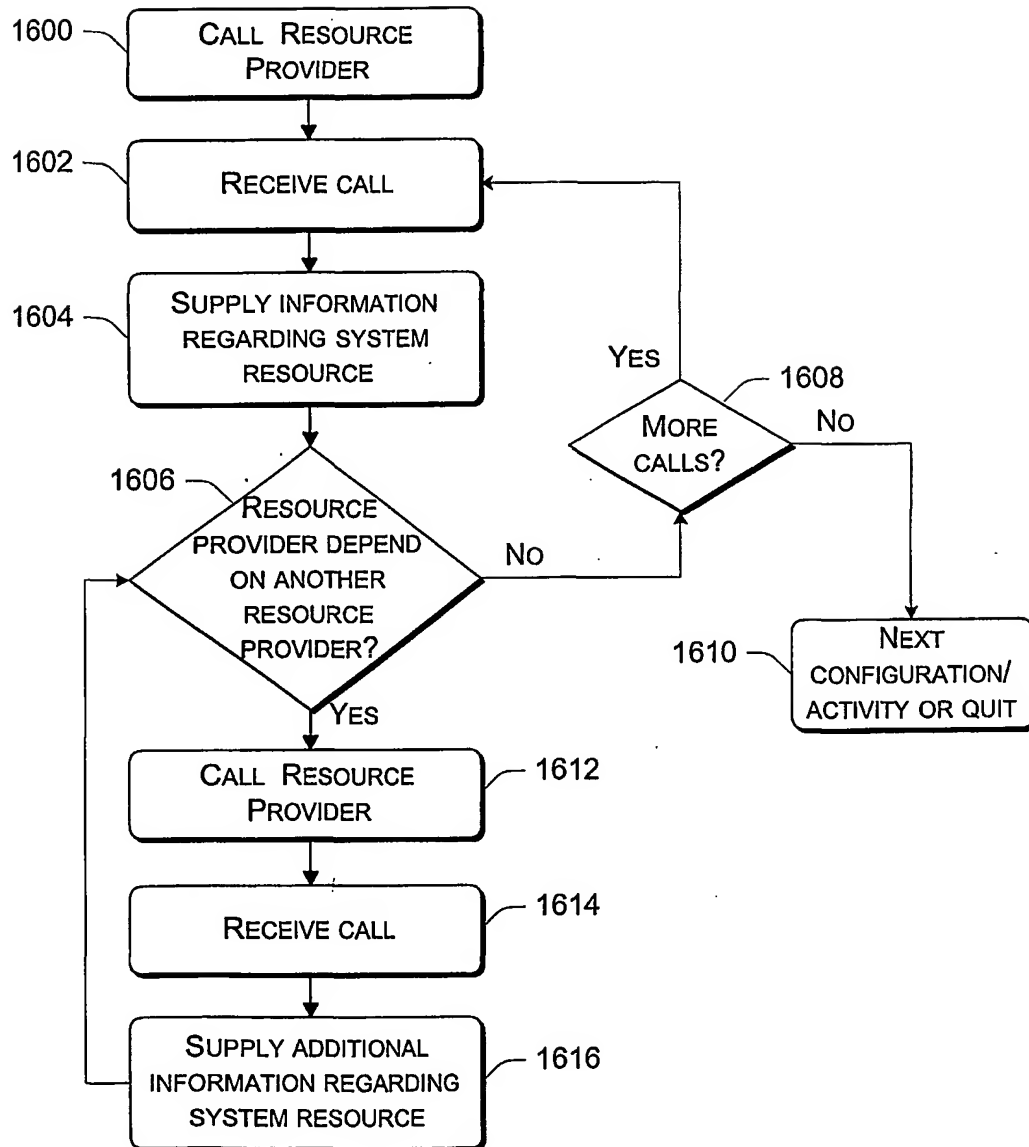 1600
CALL RESOURCE
PROVIDER
1602
RECEIVE CALL
1604
SUPPLY INFORMATION
REGARDING SYSTEM
RESOURCE
YES
1608
MORE
CALLS?
NO
1606
RESOURCE
PROVIDER DEPEND
ON ANOTHER
RESOURCE
PROVIDER?
NO
YES
1610
NEXT
CONFIGURATION/
ACTIVITY OR QUIT
CALL RESOURCE
PROVIDER
1612
RECEIVE CALL
1614
SUPPLY ADDITIONAL
INFORMATION REGARDING
SYSTEM RESOURCE
1616